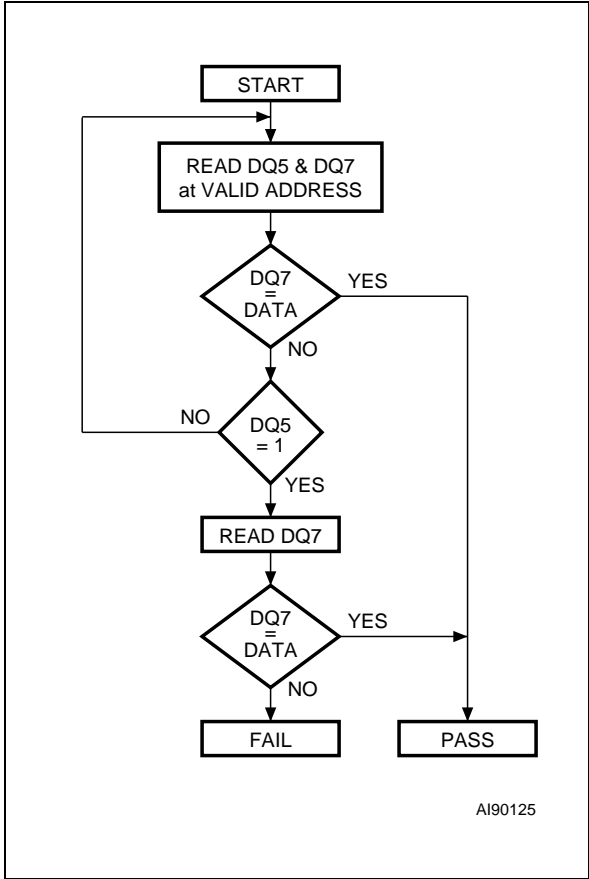 START
READ DQ5 & DQ7
at VALID ADDRESS
DQ7
=
DATA
YES
NO
NO
DQ5
= 1
YES
READ DQ7
DQ7
=
DATA
YES
NO
FAIL
PASS
AI90125